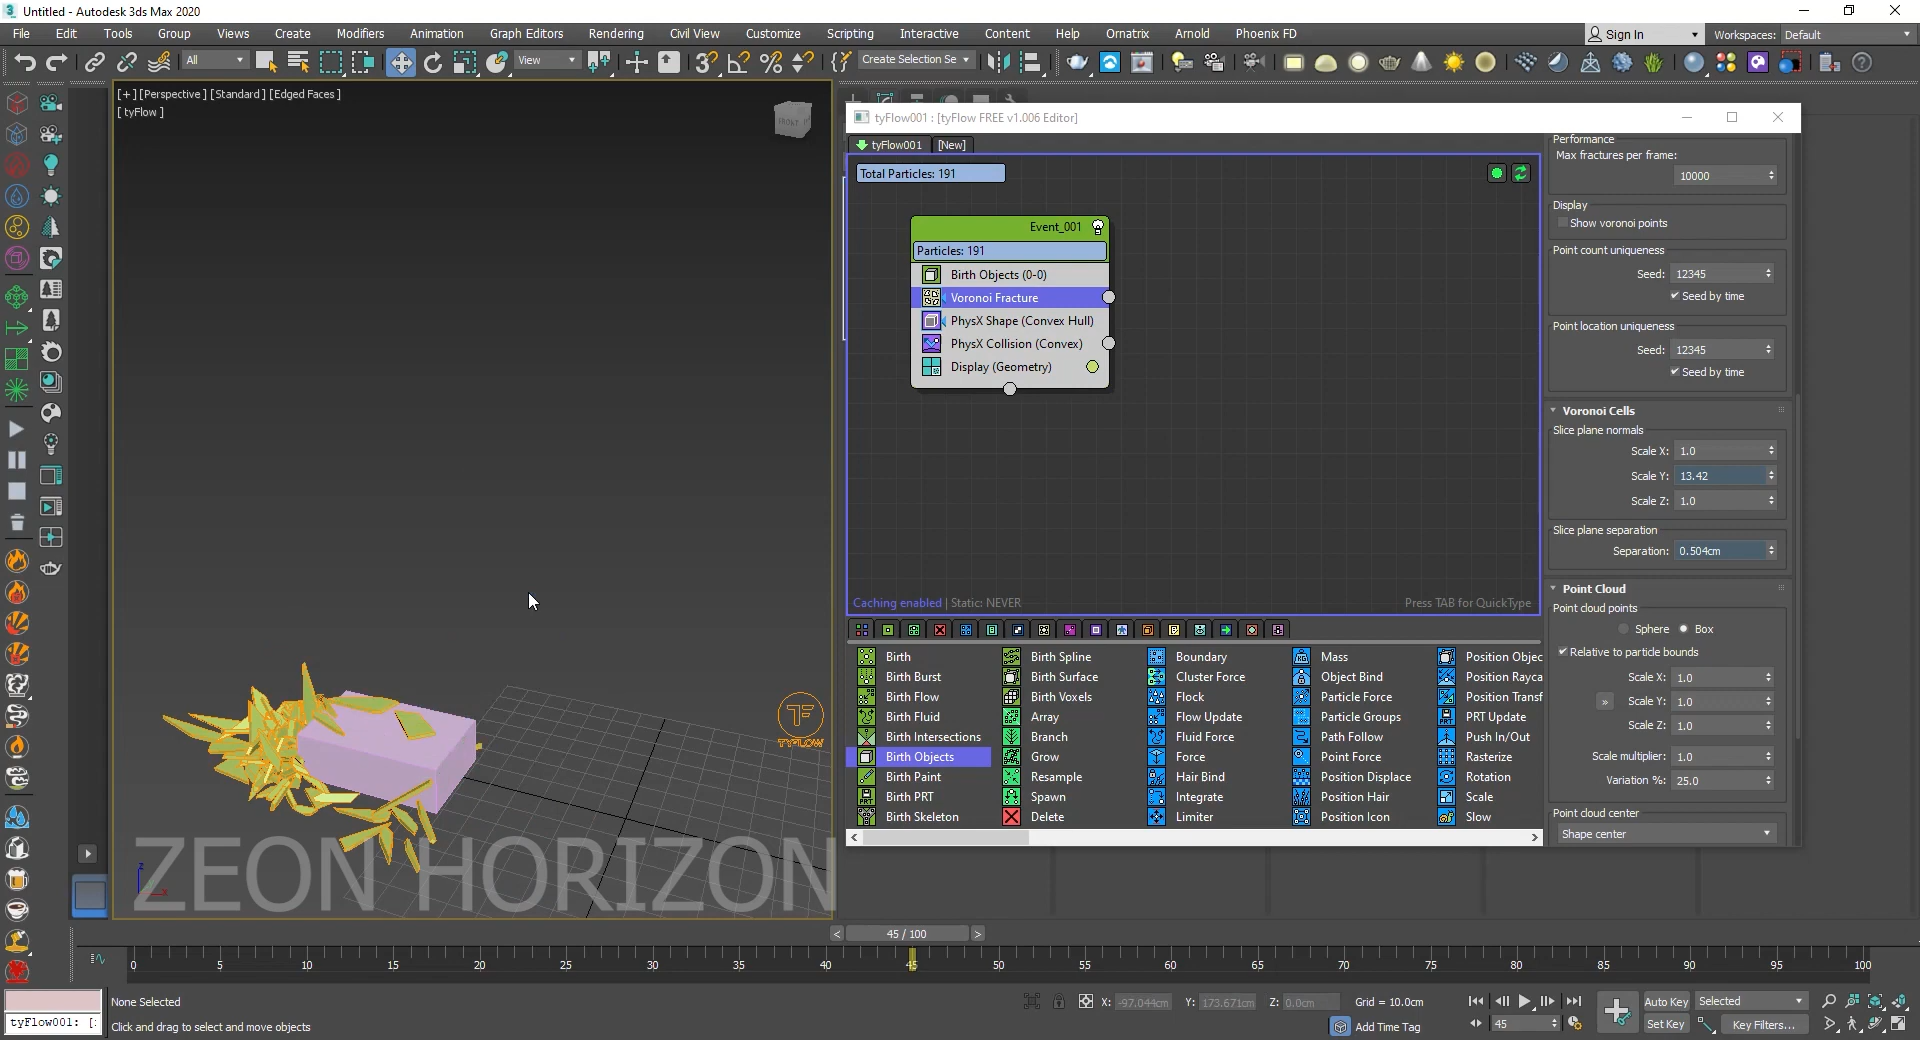 Untitled - Autodesk 3ds Max 2020
File Edit Tools Group Views Create Modifiers Animation Graph Editors Rendering Civil View Customize Scripting Interactive Content Help Ornatrix Arnold Phoenix FD
Sign In Workspaces: Default
All View Create Selection Se
[+] [Perspective] [Standard] [Edged Faces]
[ tyFlow ]
tyFlow001 : [tyFlow FREE v1.006 Editor]
tyFlow001 [New]
Total Particles: 191
Event_001
Particles: 191
Birth Objects (0-0)
Voronoi Fracture
PhysX Shape (Convex Hull)
PhysX Collision (Convex)
Display (Geometry)
Caching enabled | Static: NEVER
Press TAB for QuickType
Performance
Max fractures per frame:
10000
Display
Show voronoi points
Point count uniqueness
Seed: 12345
Seed by time
Point location uniqueness
Seed: 12345
Seed by time
Voronoi Cells
Slice plane normals
Scale X: 1.0
Scale Y: 13.42
Scale Z: 1.0
Slice plane separation
Separation: 0.504cm
Point Cloud
Point cloud points
Sphere Box
Relative to particle bounds
Scale X: 1.0
» Scale Y: 1.0
Scale Z: 1.0
Scale multiplier: 1.0
Variation %: 25.0
Point cloud center
Shape center
Birth Birth Spline Boundary Mass Position Objec
Birth Burst Birth Surface Cluster Force Object Bind Position Rayca
Birth Flow Birth Voxels Flock Particle Force Position Transf
Birth Fluid Array Flow Update Particle Groups PRT Update
Birth Intersections Branch Fluid Force Path Follow Push In/Out
Birth Objects Grow Force Point Force Rasterize
Birth Paint Resample Hair Bind Position Displace Rotation
Birth PRT Spawn Integrate Position Hair Scale
Birth Skeleton Delete Limiter Position Icon Slow
TF
TYFLOW
ZEON HORIZON
< 45 / 100 >
0 5 10 15 20 25 30 35 40 45 50 55 60 65 70 75 80 85 90 95 100
None Selected
X: -97.044cm Y: 173.671cm Z: 0.0cm Grid = 10.0cm
Auto Key Selected
tyFlow001: [:
Click and drag to select and move objects
Add Time Tag
45
Set Key Key Filters...